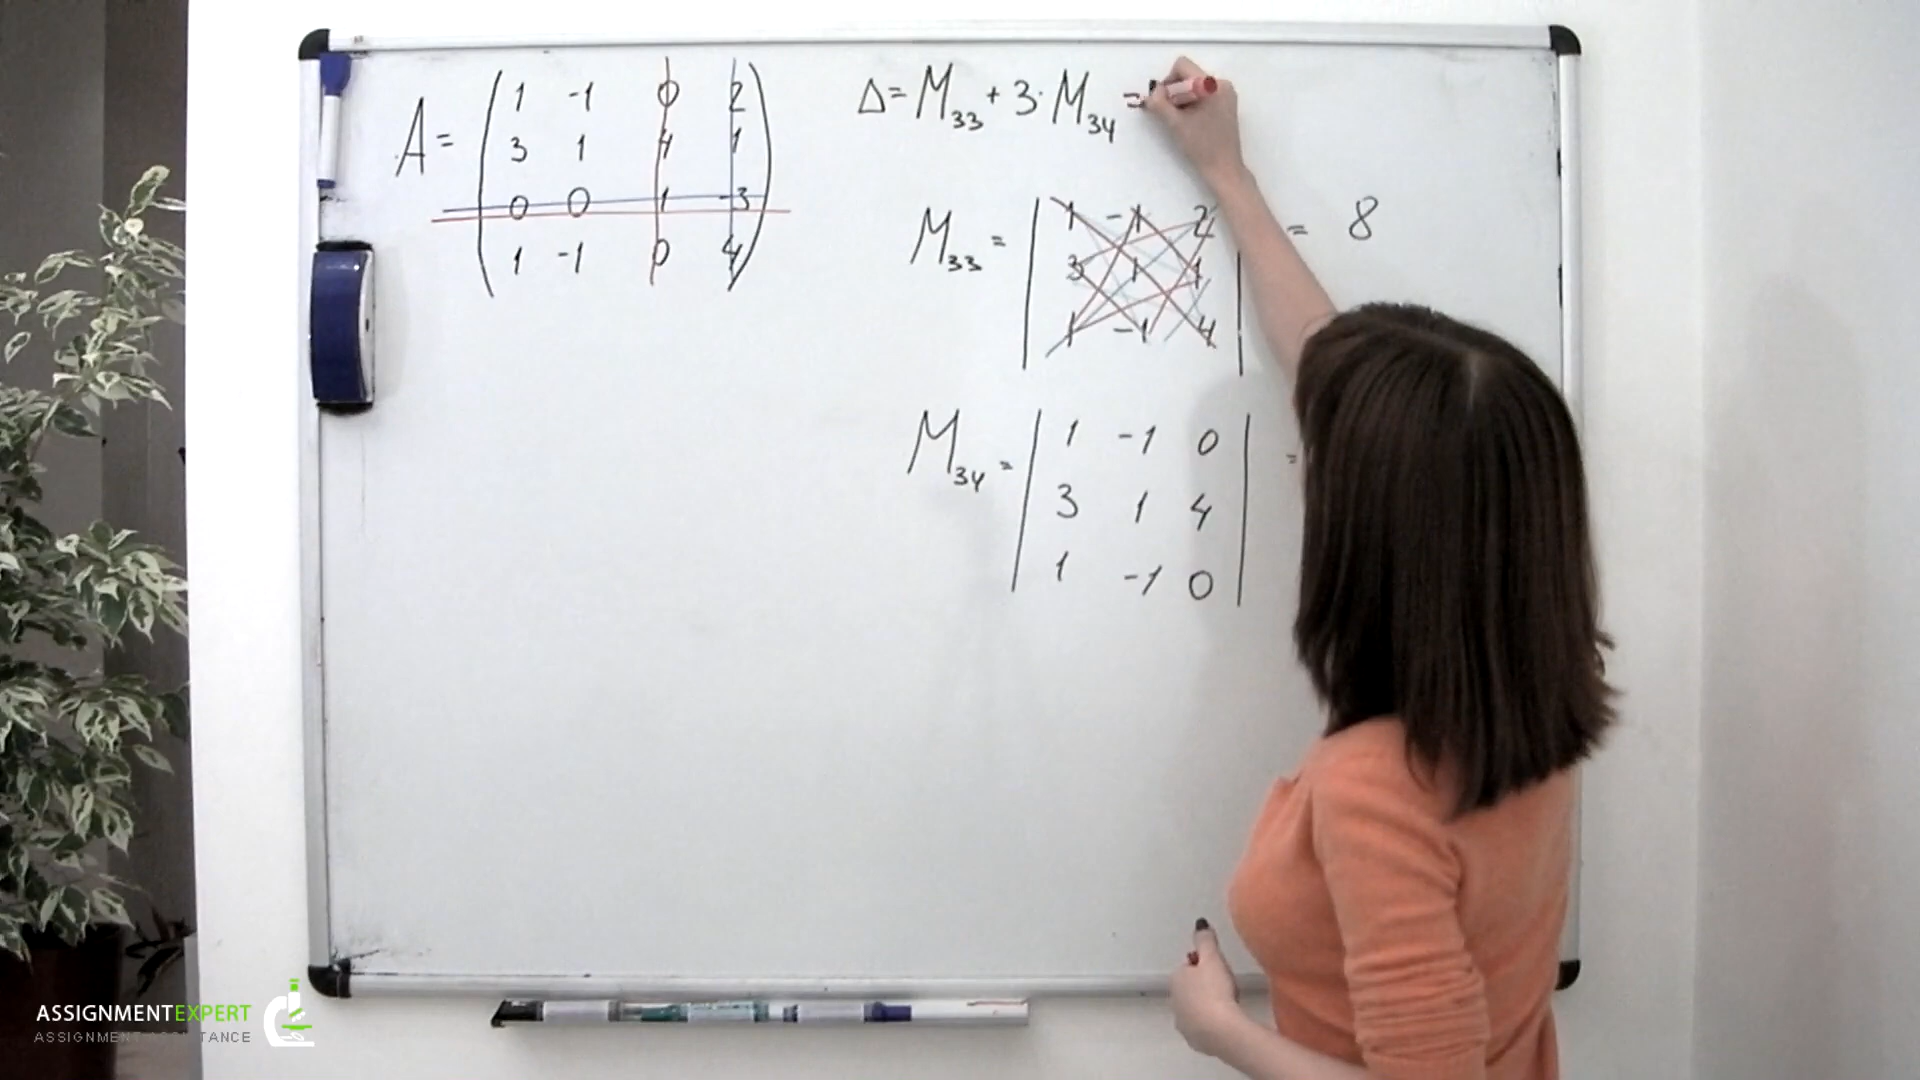 A = ( 1 -1 0 2
3 1 4 1
0 0 1 -3
1 -1 0 4 )
Δ = M33 + 3 · M34 =
M33 = | 1 -1 2
3 1 1
1 -1 4 | = 8
M34 = | 1 -1 0
3 1 4
1 -1 0 | =
ASSIGNMENTEXPERT